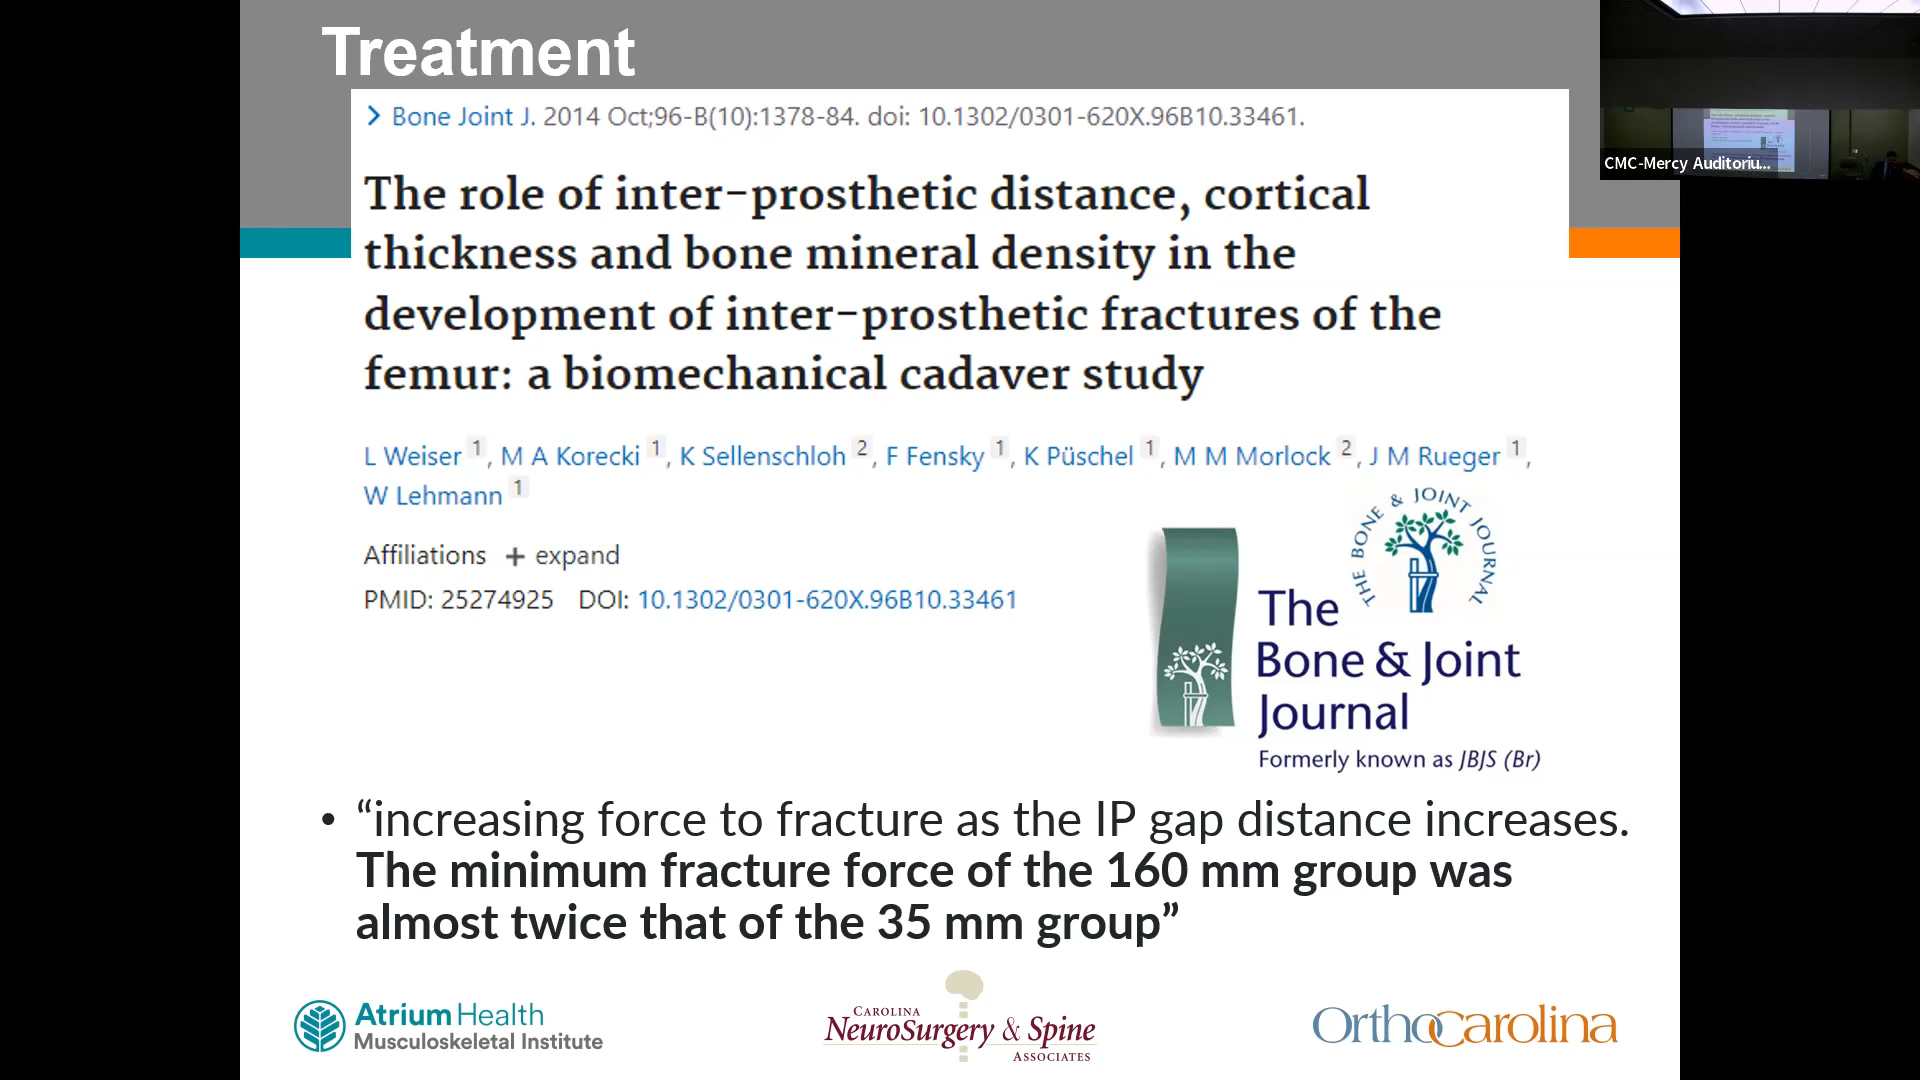 Treatment
> Bone Joint J. 2014 Oct;96-B(10):1378-84. doi: 10.1302/0301-620X.96B10.33461.
The role of inter-prosthetic distance, cortical
thickness and bone mineral density in the
development of inter-prosthetic fractures of the
femur: a biomechanical cadaver study
L Weiser 1, M A Korecki 1, K Sellenschloh 2, F Fensky 1, K Püschel 1, M M Morlock 2, J M Rueger 1,
W Lehmann 1
Affiliations + expand
PMID: 25274925 DOI: 10.1302/0301-620X.96B10.33461
THE BONE & JOINT JOURNAL
The
Bone & Joint
Journal
Formerly known as JBJS (Br)
• “increasing force to fracture as the IP gap distance increases.
The minimum fracture force of the 160 mm group was
almost twice that of the 35 mm group”
Atrium Health
Musculoskeletal Institute
CAROLINA
NEUROSURGERY & SPINE
ASSOCIATES
OrthoCarolina
CMC-Mercy Auditoriu...